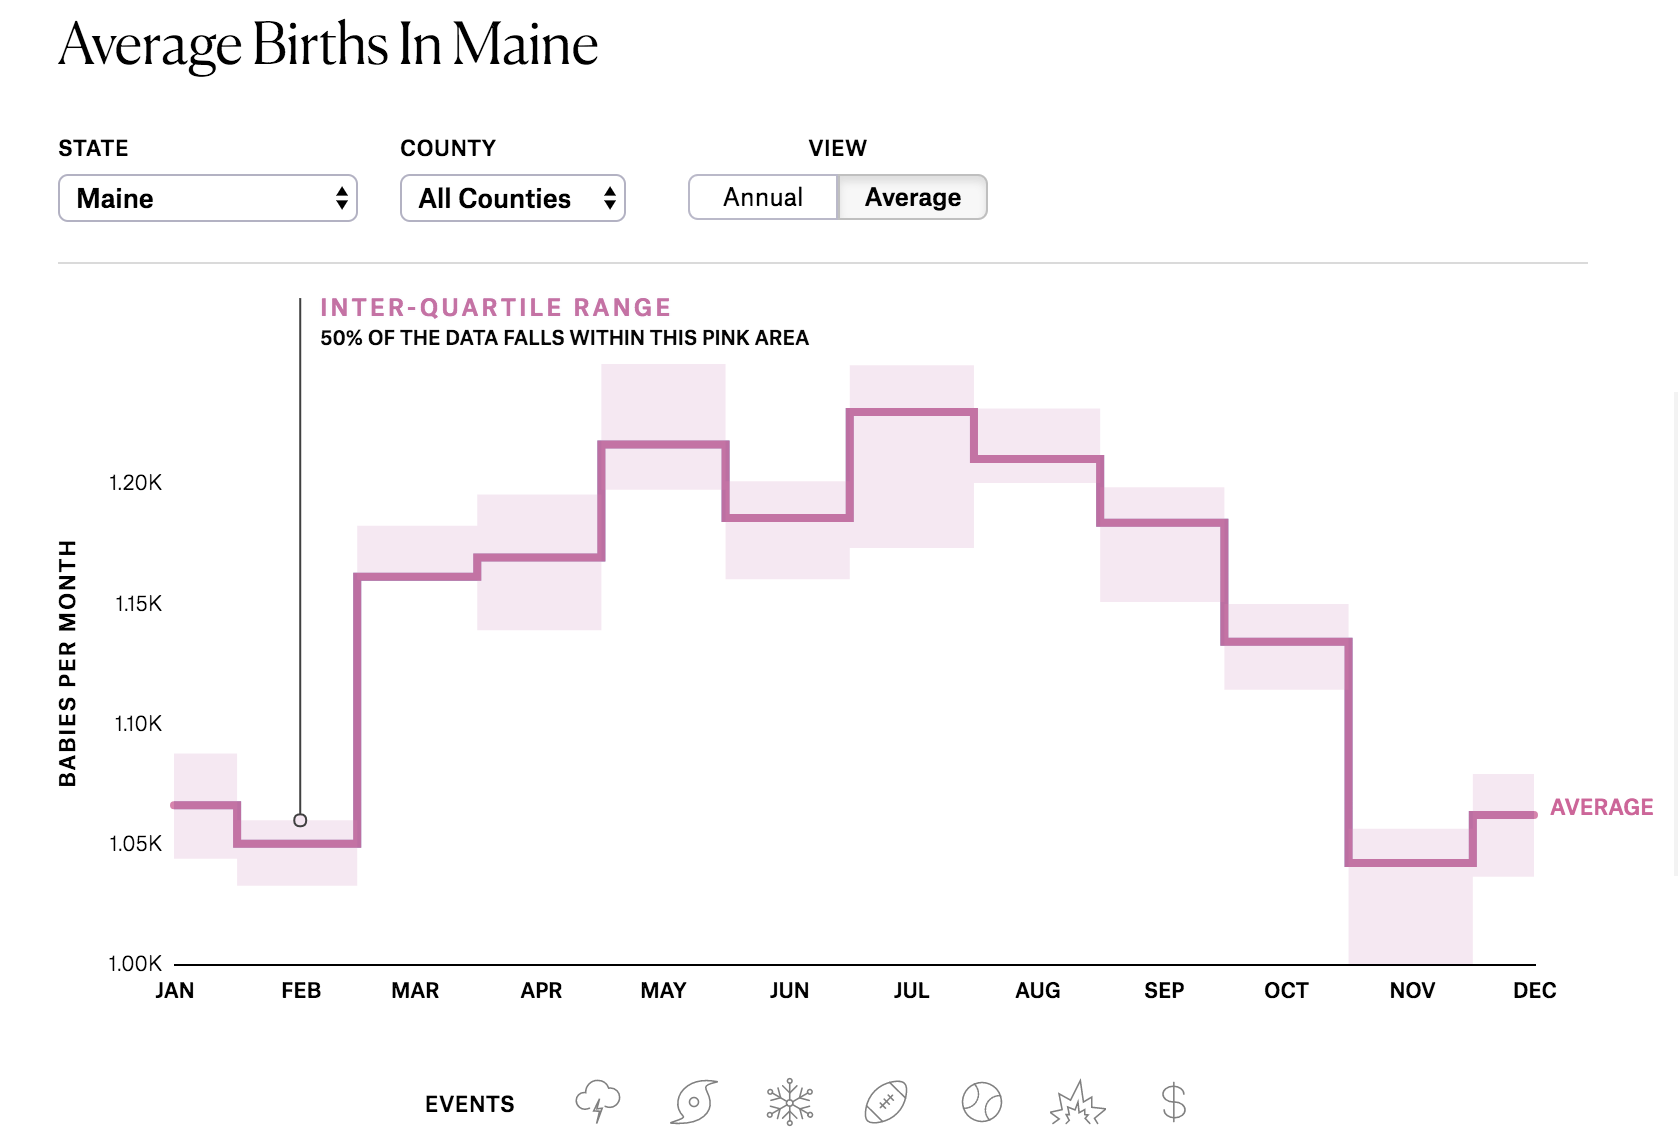 Average Births In Maine
STATE COUNTY VIEW
Maine All Counties Annual Average
INTER-QUARTILE RANGE
50% OF THE DATA FALLS WITHIN THIS PINK AREA
BABIES PER MONTH
1.20K
1.15K
1.10K
1.05K
1.00K
AVERAGE
JAN FEB MAR APR MAY JUN JUL AUG SEP OCT NOV DEC
EVENTS $